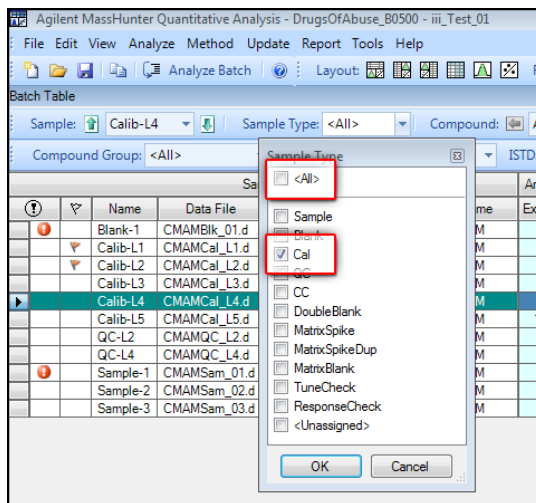 Agilent MassHunter Quantitative Analysis - DrugsOfAbuse_B0500 - iii_Test_01
File Edit View Analyze Method Update Report Tools Help
Analyze Batch Layout:
Batch Table
Sample: Calib-L4 Sample Type: <All> Compound:
Compound Group: <All> ISTD
Sample Type
<All>
Sample
Blank
Cal
QC
CC
DoubleBlank
MatrixSpike
MatrixSpikeDup
MatrixBlank
TuneCheck
ResponseCheck
<Unassigned>
OK Cancel
Name Data File
Blank-1 CMAMBlk_01.d
Calib-L1 CMAMCal_L1.d
Calib-L2 CMAMCal_L2.d
Calib-L3 CMAMCal_L3.d
Calib-L4 CMAMCal_L4.d
Calib-L5 CMAMCal_L5.d
QC-L2 CMAMQC_L2.d
QC-L4 CMAMQC_L4.d
Sample-1 CMAMSam_01.d
Sample-2 CMAMSam_02.d
Sample-3 CMAMSam_03.d